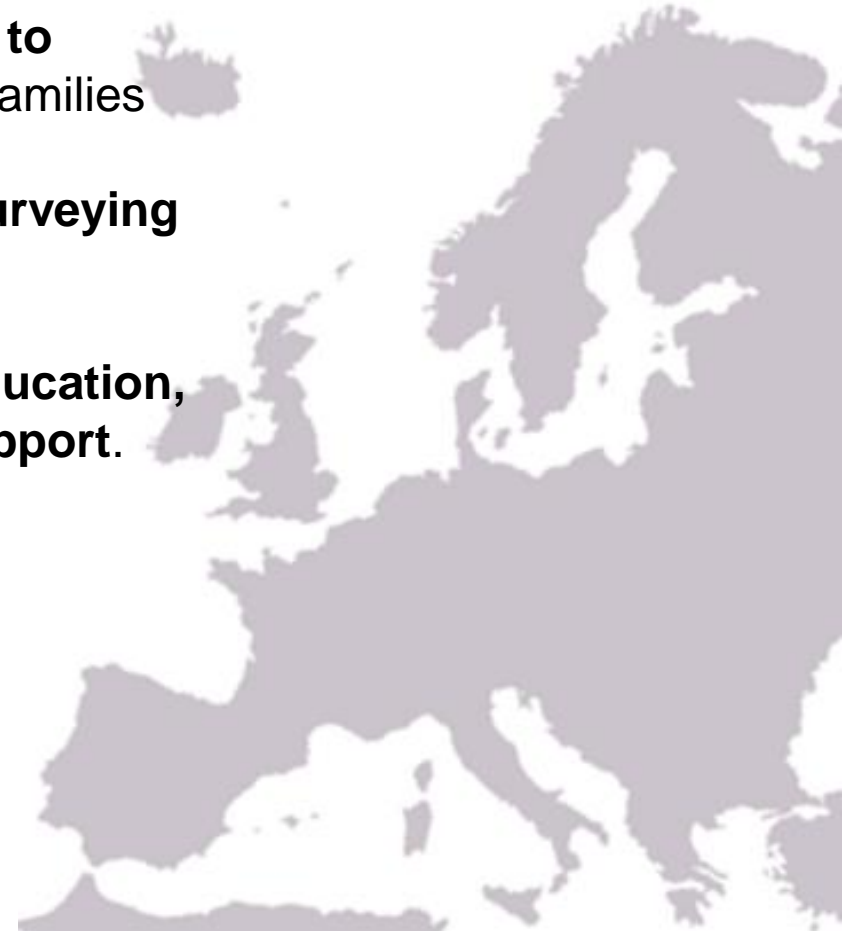 to
amilies
urveying
ucation,
pport.